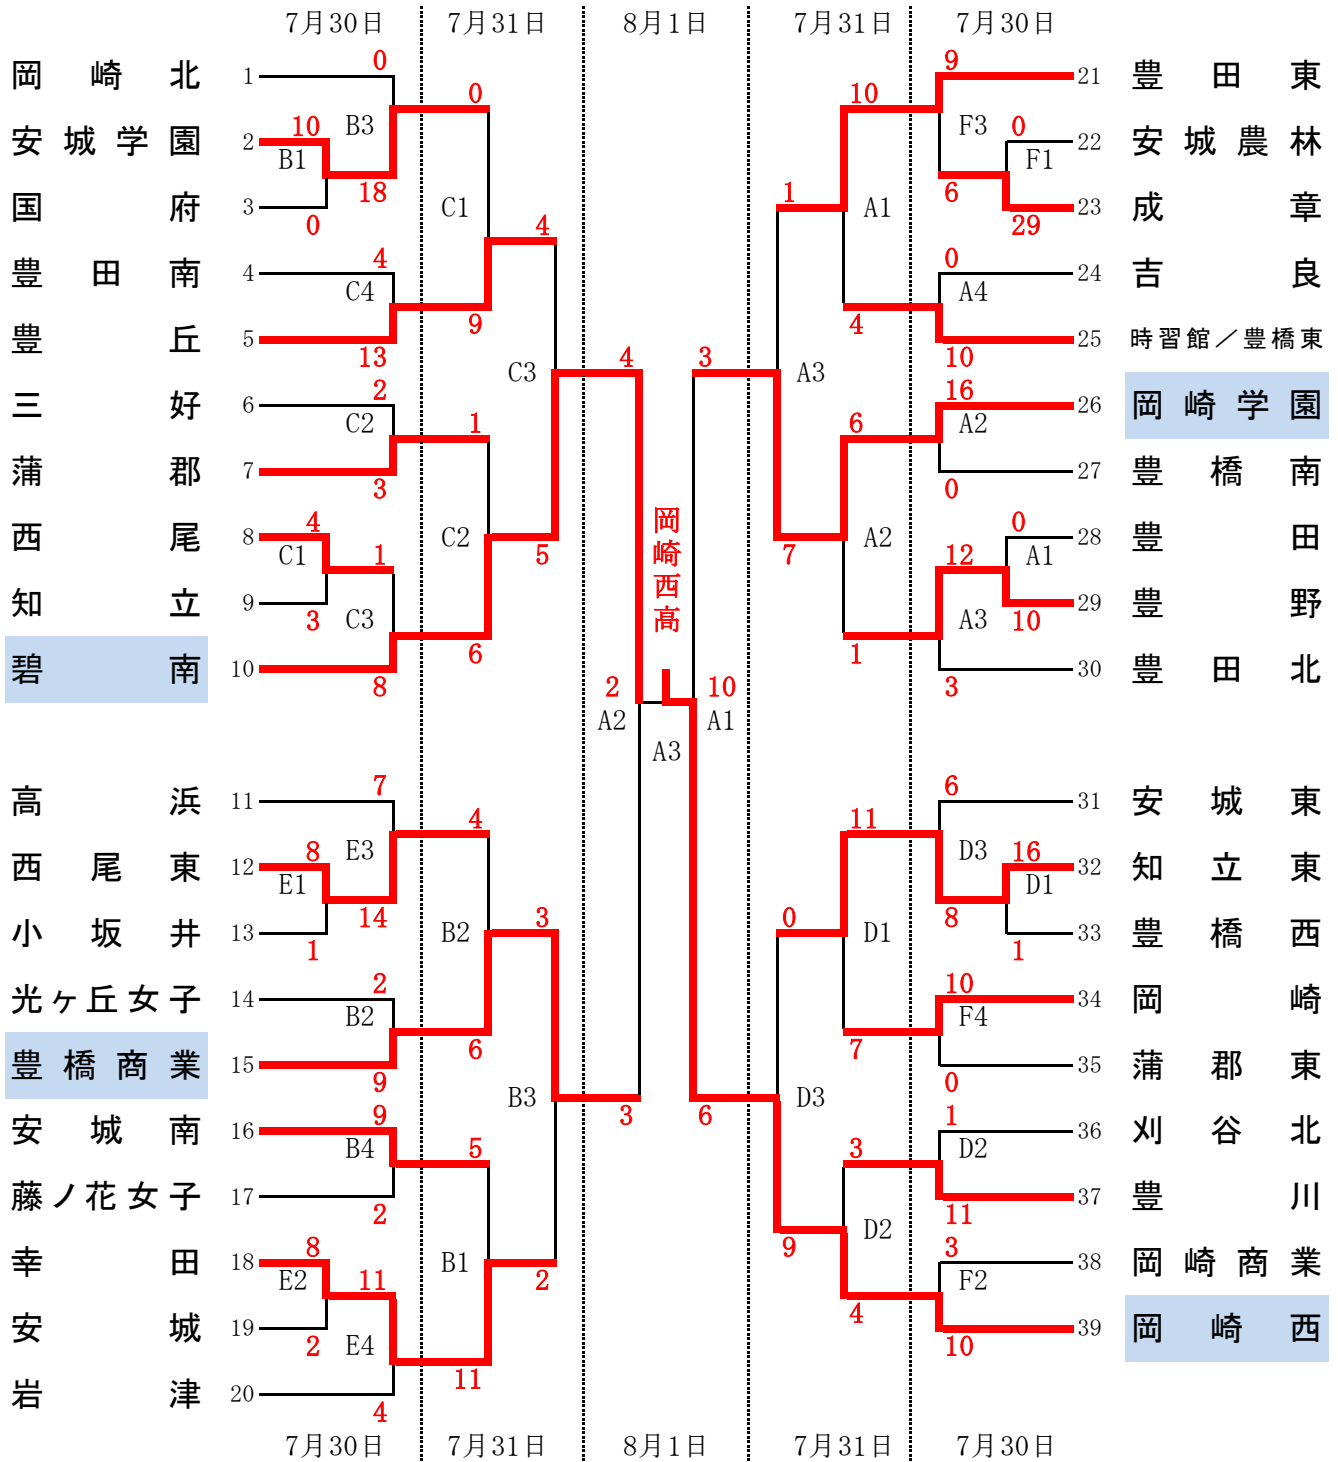 7月30日 7月31日 8月1日 7月31日 7月30日
岡崎北 1 0
安城学園 2 10 B1 B3 0
国府 3 0 18 C1
豊田南 4 4 C4 4
豊丘 5 13 9
三好 6 2 C2 C3 4
蒲郡 7 3 1
西尾 8 4 C1 1 C2 5
知立 9 3 C3
碧南 10 8 6
高浜 11 7
西尾東 12 8 E1 E3 4
小坂井 13 1 14 B2 3
光ヶ丘女子 14 2 B2
豊橋商業 15 9 6
安城南 16 9 B4 B3 3
藤ノ花女子 17 2 5
幸田 18 8 E2 11 B1 2
安城 19 2 E4
岩津 20 4 11
岡崎西高
2 A2 A3 10 A1
9 21 豊田東
10 F3 0 F1 22 安城農林
1 A1 6 29 23 成章
0 A4 24 吉良
4 10 25 時習館／豊橋東
3 A3 16 A2 26 岡崎学園
6 0 27 豊橋南
7 A2 0 A1 28 豊田
12 A3 10 29 豊野
1 3 30 豊田北
6 31 安城東
11 D3 16 D1 32 知立東
0 D1 8 1 33 豊橋西
10 F4 34 岡崎
7 0 35 蒲郡東
6 D3 1 D2 36 刈谷北
3 11 37 豊川
9 D2 3 F2 38 岡崎商業
4 10 39 岡崎西
7月30日 7月31日 8月1日 7月31日 7月30日